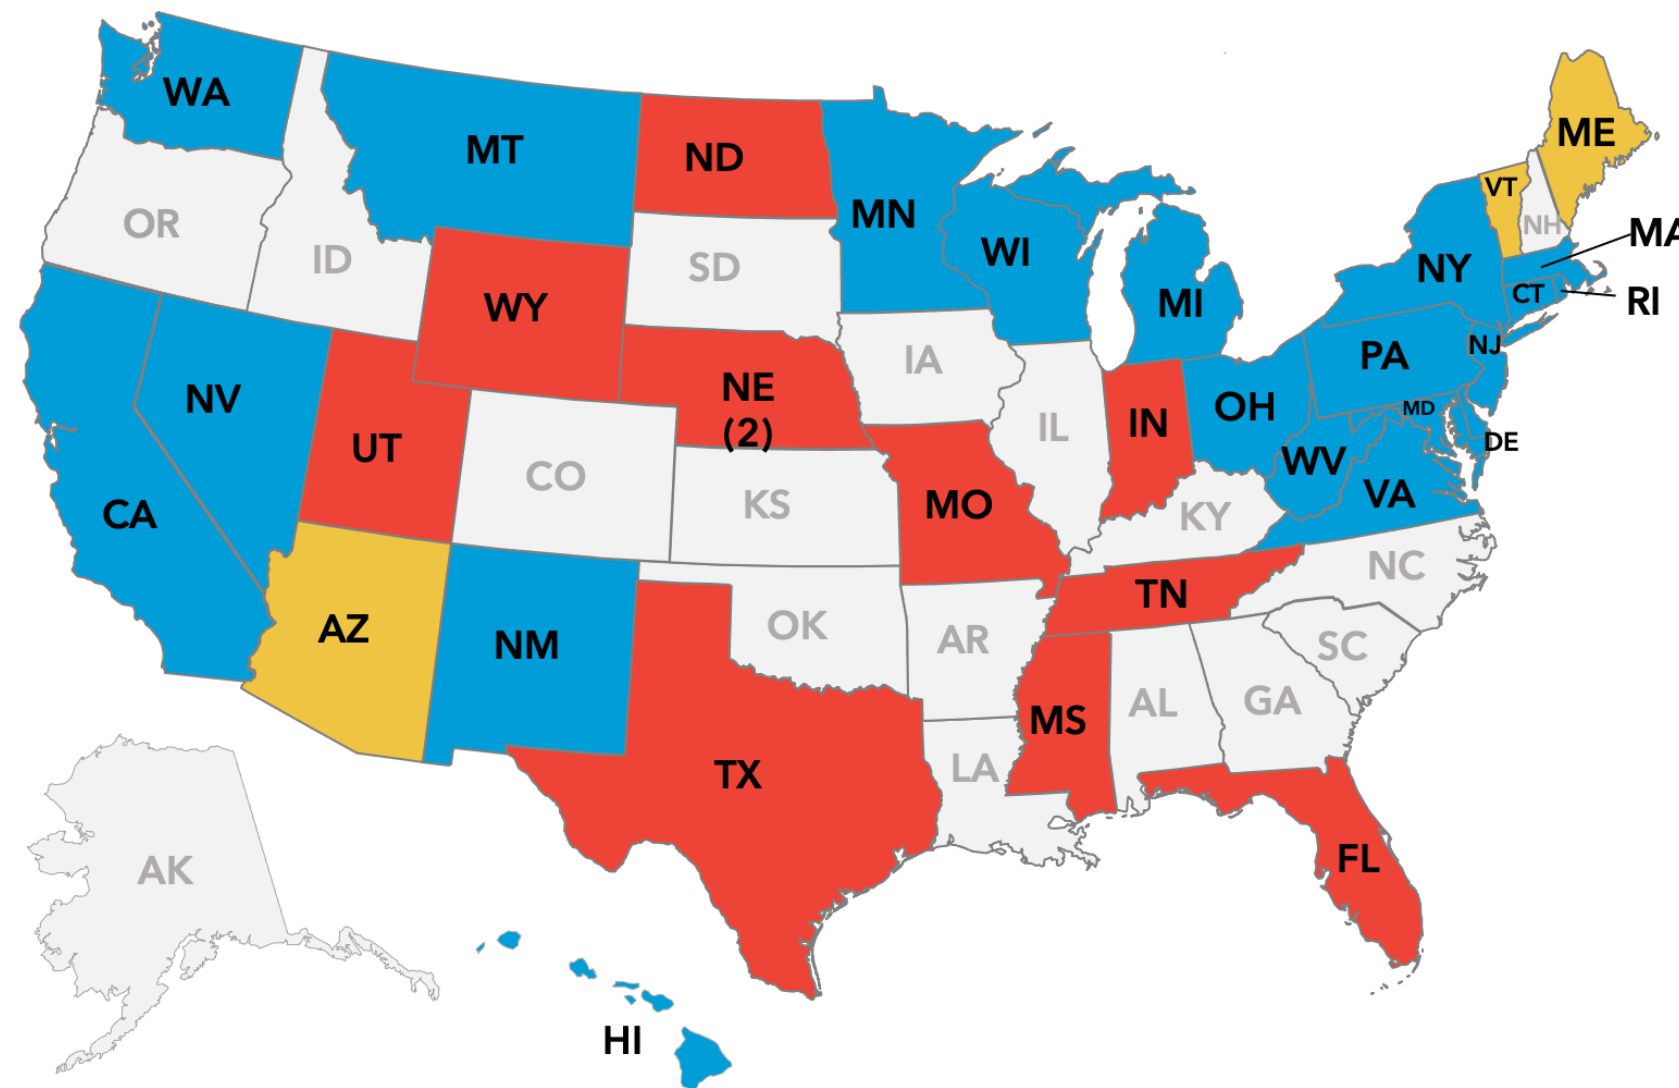 WA
MT
ND
ME
VT
MN
OR
NH
MA
WI
ID
SD
NY
CT
RI
WY
MI
NJ
IA
PA
NE
(2)
NV
MD
OH
IN
IL
DE
UT
WV
CO
VA
KS
MO
CA
KY
NC
TN
AZ
OK
AR
NM
SC
MS
AL
GA
LA
TX
FL
AK
HI